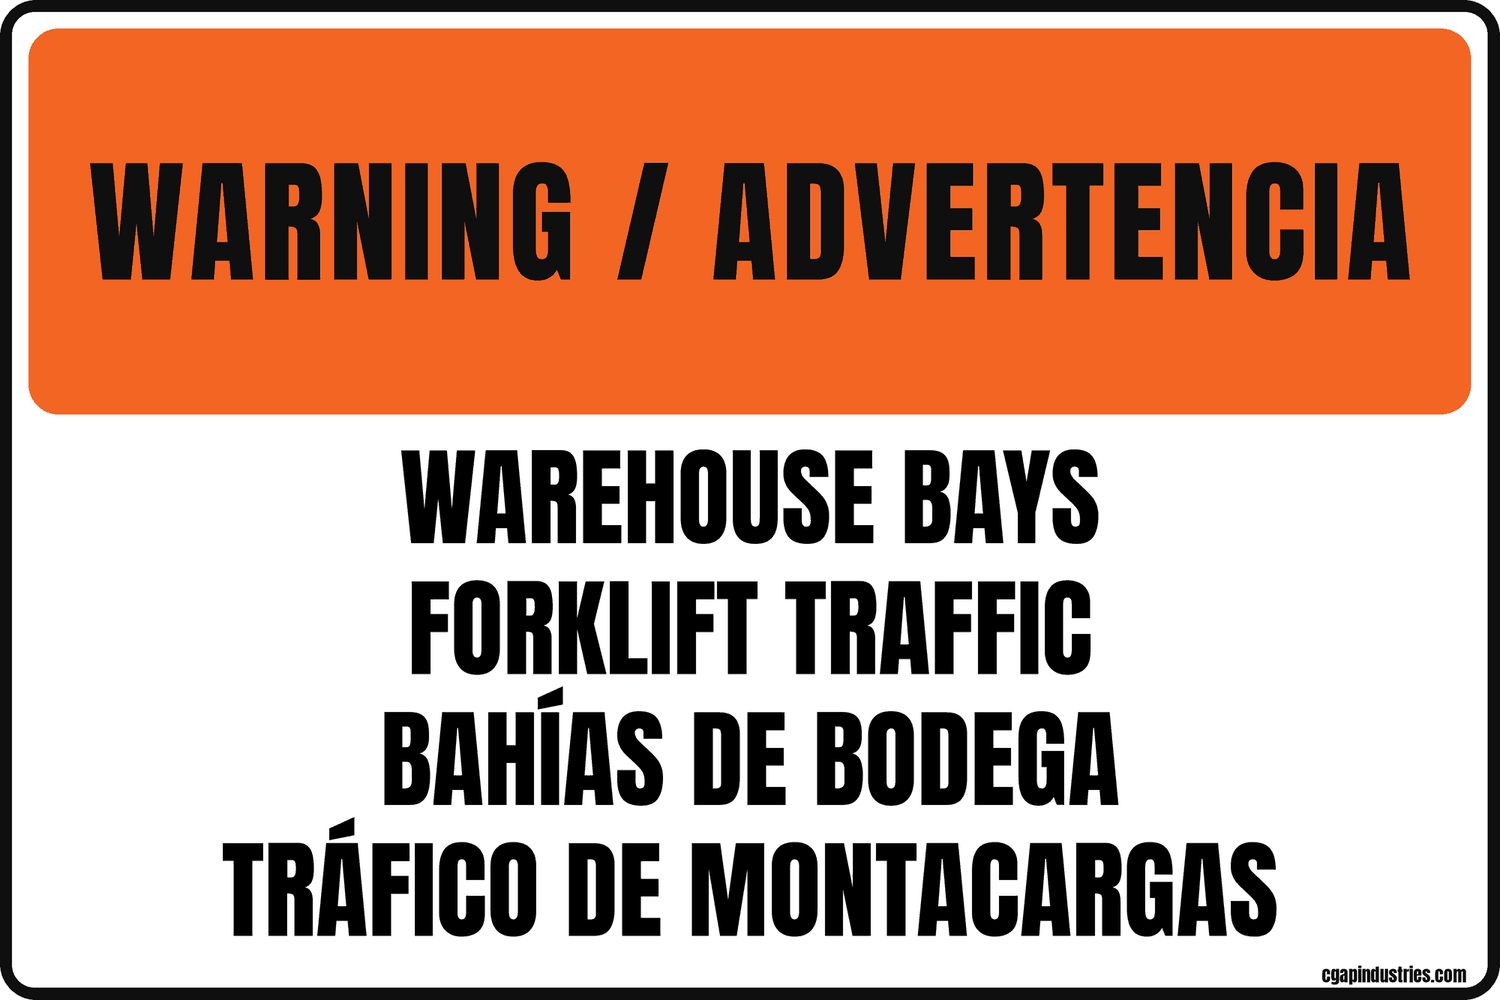 WARNING / ADVERTENCIA
WAREHOUSE BAYS
FORKLIFT TRAFFIC
BAHÍAS DE BODEGA
TRÁFICO DE MONTACARGAS
cgapindustries.com